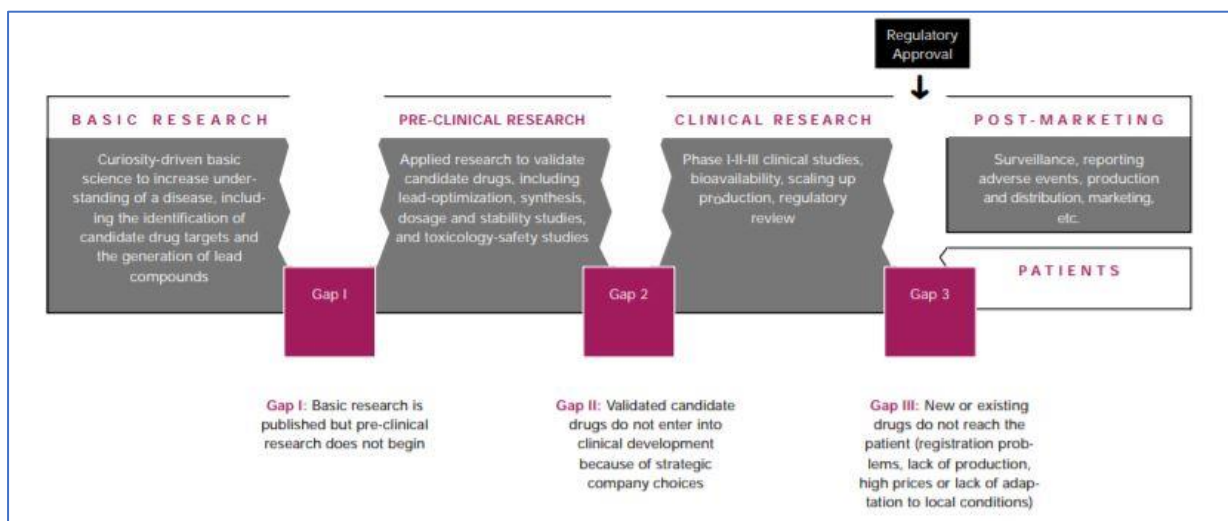 Regulatory
Approval
BASIC RESEARCH
Curiosity-driven basic
science to increase under-
standing of a disease, includ-
ing the identification of
candidate drug targets and
the generation of lead
compounds
PRE-CLINICAL RESEARCH
Applied research to validate
candidate drugs, including
lead-optimization, synthesis,
dosage and stability studies,
and toxicology-safety studies
CLINICAL RESEARCH
Phase I-II-III clinical studies,
bioavailability, scaling up
production, regulatory
review
POST-MARKETING
Surveillance, reporting
adverse events, production
and distribution, marketing,
etc.
PATIENTS
Gap I
Gap 2
Gap 3
Gap I: Basic research is
published but pre-clinical
research does not begin
Gap II: Validated candidate
drugs do not enter into
clinical development
because of strategic
company choices
Gap III: New or existing
drugs do not reach the
patient (registration prob-
lems, lack of production,
high prices or lack of adap-
tation to local conditions)